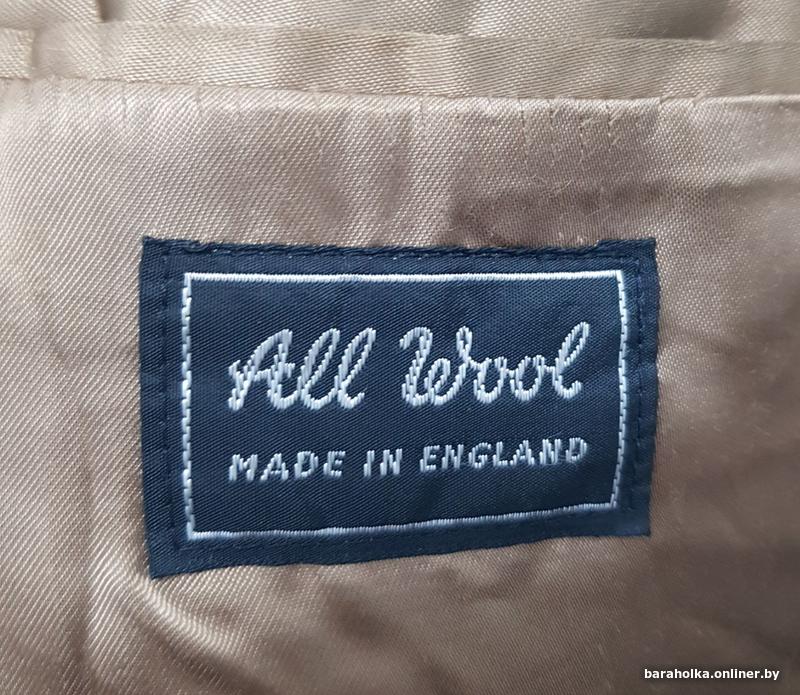 All Wool
MADE IN ENGLAND
baraholka.onliner.by